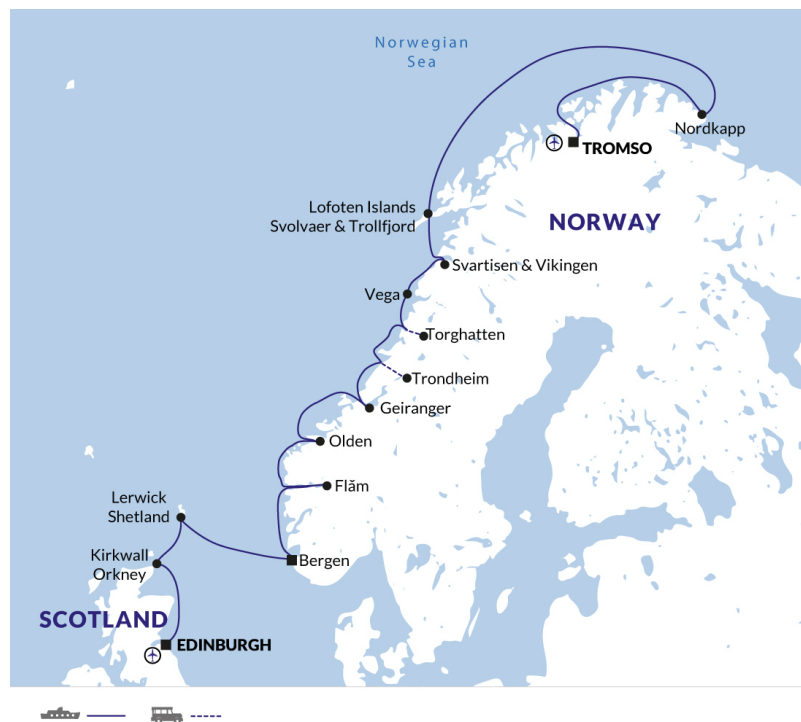 Norwegian
Sea
Nordkapp
TROMSO
Lofoten Islands
Svolvaer & Trollfjord
NORWAY
Svartisen & Vikingen
Vega
Torghatten
Trondheim
Geiranger
Olden
Flăm
Lerwick
Shetland
Kirkwall
Orkney
Bergen
SCOTLAND
EDINBURGH